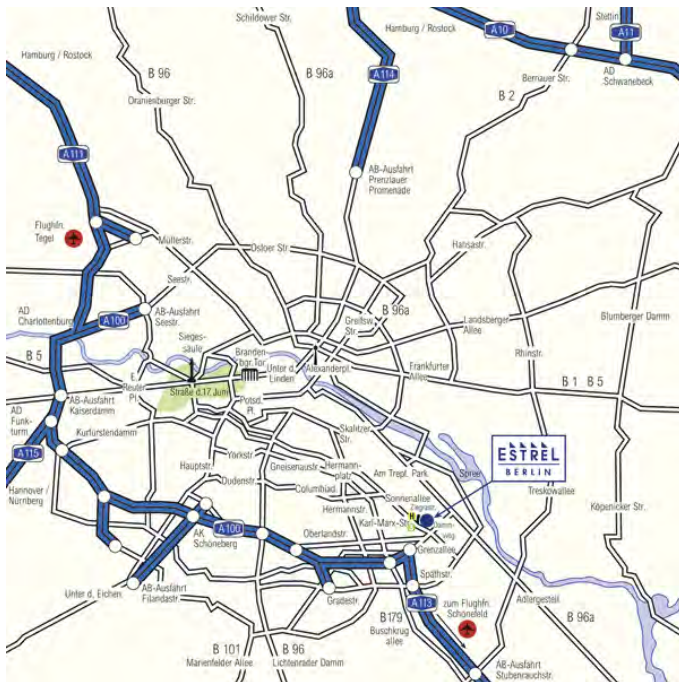 Schildower Str.
Hamburg / Rostock
Hamburg / Rostock
A10
Stettin
A11
B 96
B 96a
A114
Bernauer Str.
AD
Schwanebeck
Oranienburger Str.
B 2
A111
AB-Ausfahrt
Prenzlauer
Promenade
Flughfn.
Tegel
Müllerstr.
Osloer Str
Hansastr.
Seestr.
AD
Charlottenburg
A100
AB-Ausfahrt
Seestr.
B 96a
Greifsw.
Str.
Landsberger
Allee
Blumberger Damm
Sieges-
säule
Branden-
bgr.Tor
B 5
E.
Reuter
Pl.
Unter d.
Linden
Alexanderpl.
Frankfurter
Allee
Rhinstr.
B 1 B 5
Straße d.17.Juni
AB-Ausfahrt
Kaiserdamm
Potsd.
Pl.
AD
Funk-
turm
Kurfürstendamm
Skalitzer
Str.
A115
Hauptstr.
Yorkstr.
Gneisenaustr.
Hermann-
platz
Am Trept. Park
Spree
ESTREL
BERLIN
Hannover /
Nürnberg
Dudenstr.
Columbiad.
Sonnenallee
Treskowallee
Köpenicker Str.
Hermannstr.
Ziegrastr.
A100
Oberlandstr.
Karl-Marx-Str.
Damm-
weg
AK
Schöneberg
Grenzallee
Unter d. Eichen
AB-Ausfahrt
Filandastr.
Gradestr.
Späthstr.
A113
zum Flughfn.
Schönefeld
Adlergestell
B 96a
B179
Buschkrug
allee
B 101
Marienfelder Allee
B 96
Lichtenrader Damm
AB-Ausfahrt
Stubenrauchstr.